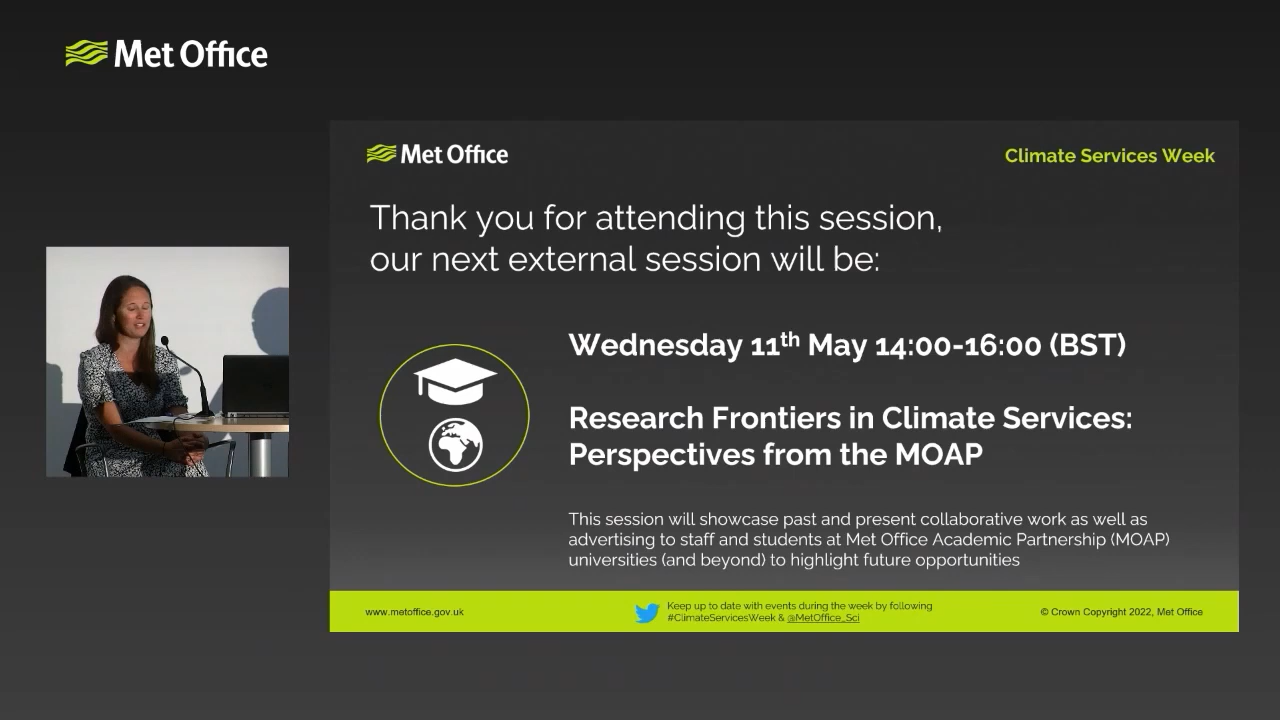 Met Office
Met Office
Climate Services Week
Thank you for attending this session,
our next external session will be:
Wednesday 11th May 14:00-16:00 (BST)
Research Frontiers in Climate Services:
Perspectives from the MOAP
This session will showcase past and present collaborative work as well as
advertising to staff and students at Met Office Academic Partnership (MOAP)
universities (and beyond) to highlight future opportunities
www.metoffice.gov.uk
Keep up to date with events during the week by following
#ClimateServicesWeek & @MetOffice_Sci
© Crown Copyright 2022, Met Office